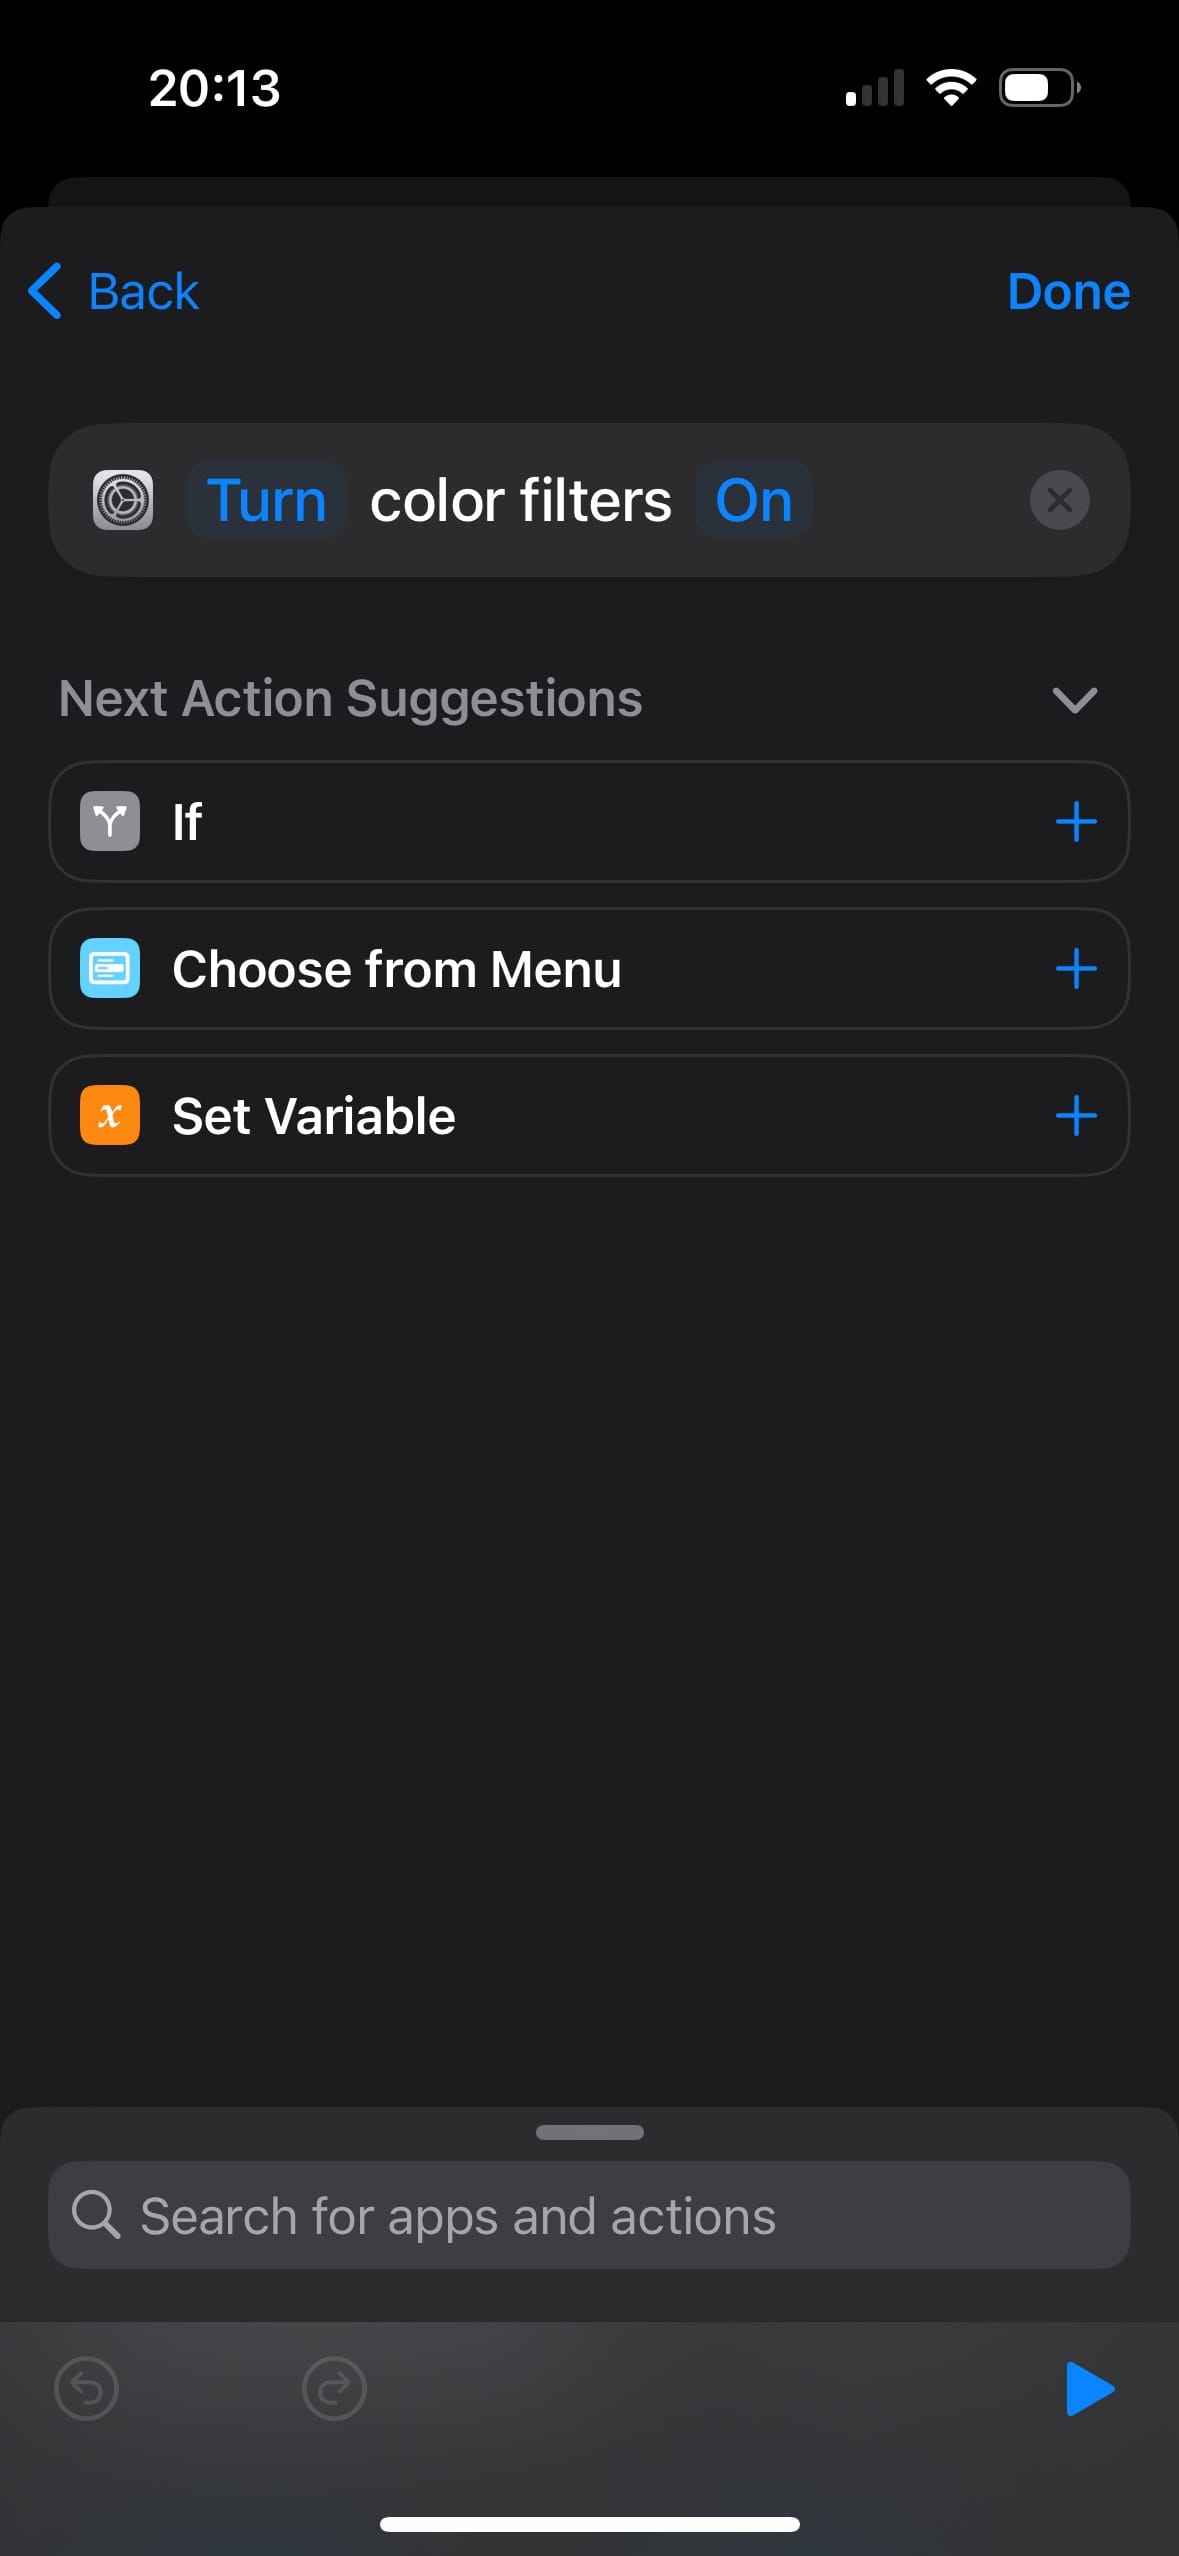 20:13
Back
Done
Turn color filters On
Next Action Suggestions
If
Choose from Menu
x Set Variable
Search for apps and actions